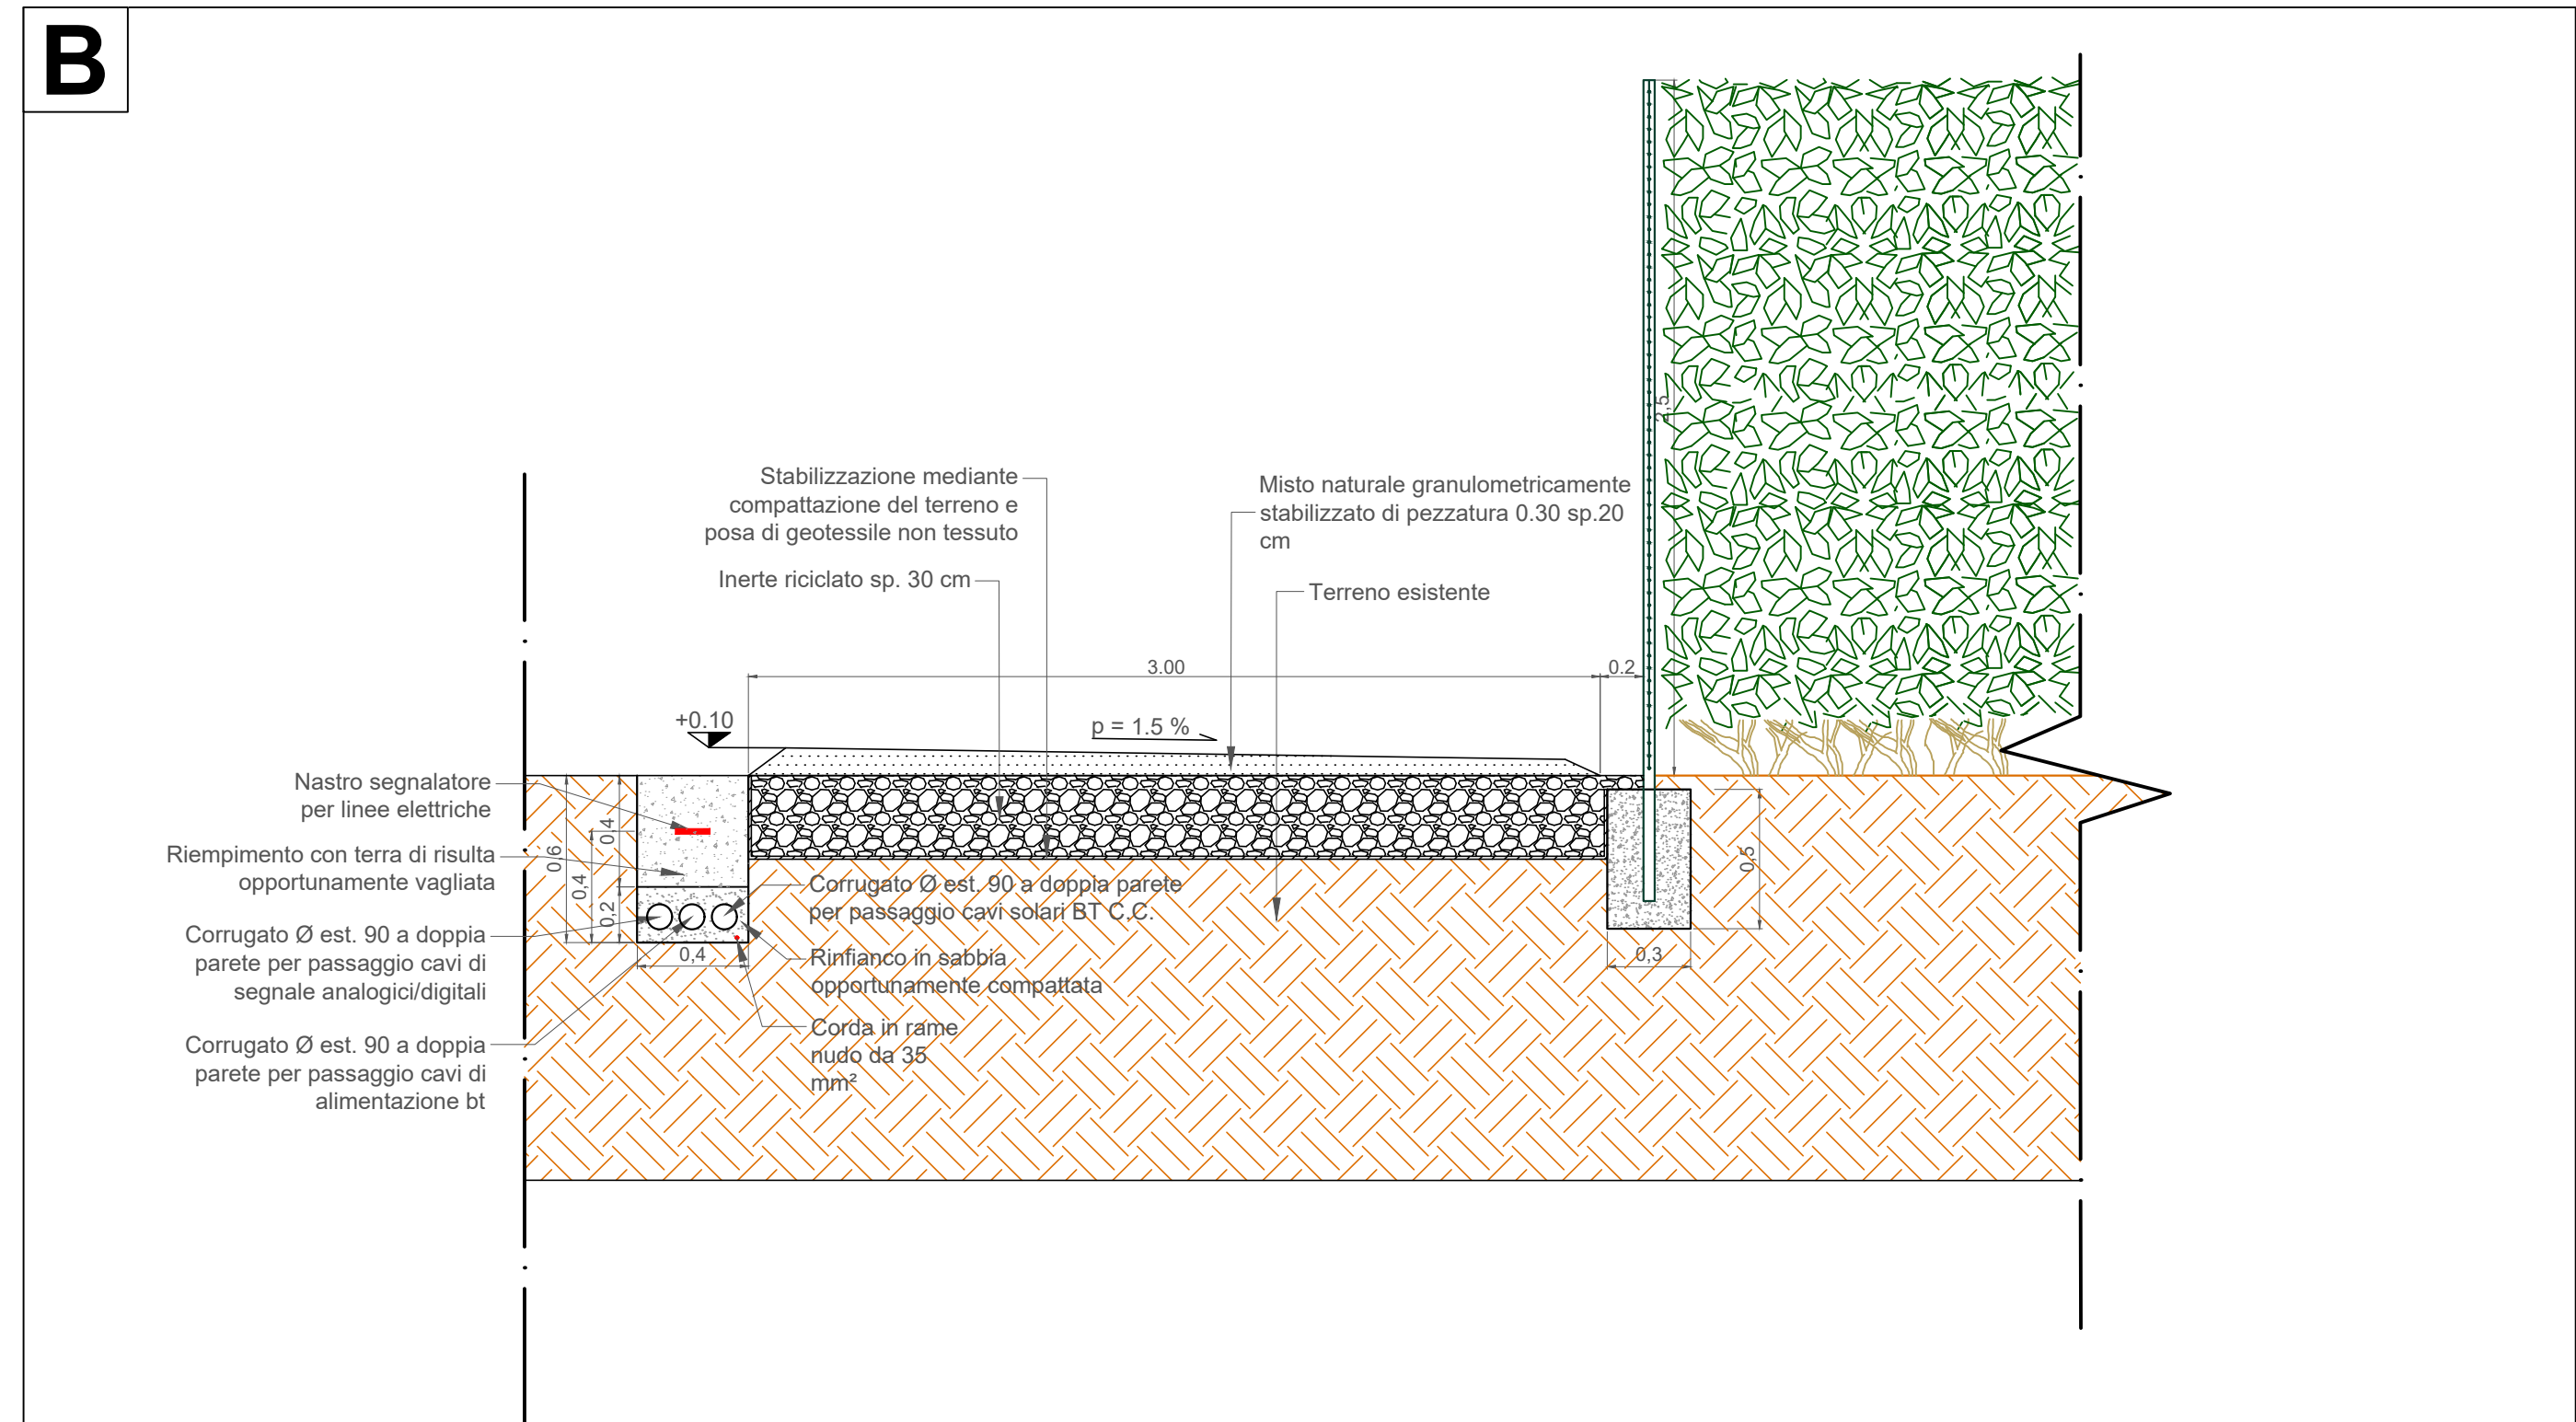 B
2,5
Stabilizzazione mediante
compattazione del terreno e
posa di geotessile non tessuto
Misto naturale granulometricamente
stabilizzato di pezzatura 0.30 sp.20
cm
Inerte riciclato sp. 30 cm
Terreno esistente
3.00
0.2
+0.10
p = 1.5 %
Nastro segnalatore
per linee elettriche
Riempimento con terra di risulta
opportunamente vagliata
Corrugato Ø est. 90 a doppia
parete per passaggio cavi di
segnale analogici/digitali
Corrugato Ø est. 90 a doppia
parete per passaggio cavi di
alimentazione bt
0,6
0,4
0,4
0,2
0,4
Corrugato Ø est. 90 a doppia parete
per passaggio cavi solari BT C.C.
Rinfianco in sabbia
opportunamente compattata
Corda in rame
nudo da 35
mm²
0,5
0,3